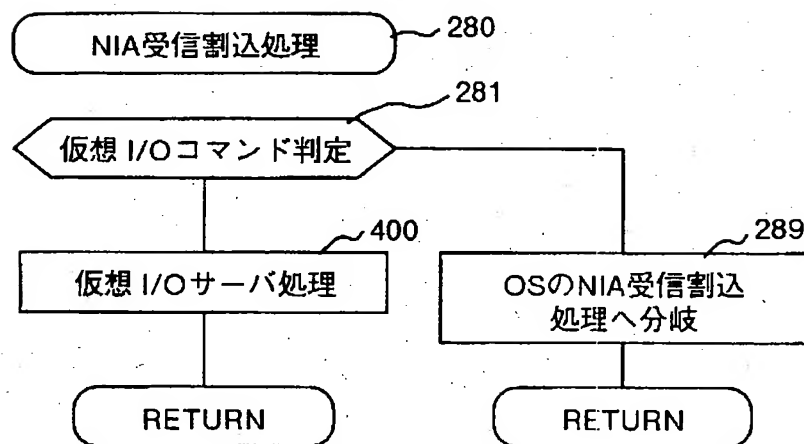 NIA受信割込処理
280
281
仮想 I/Oコマンド判定
400
289
仮想 I/Oサーバ処理
OSのNIA受信割込
処理へ分岐
RETURN
RETURN